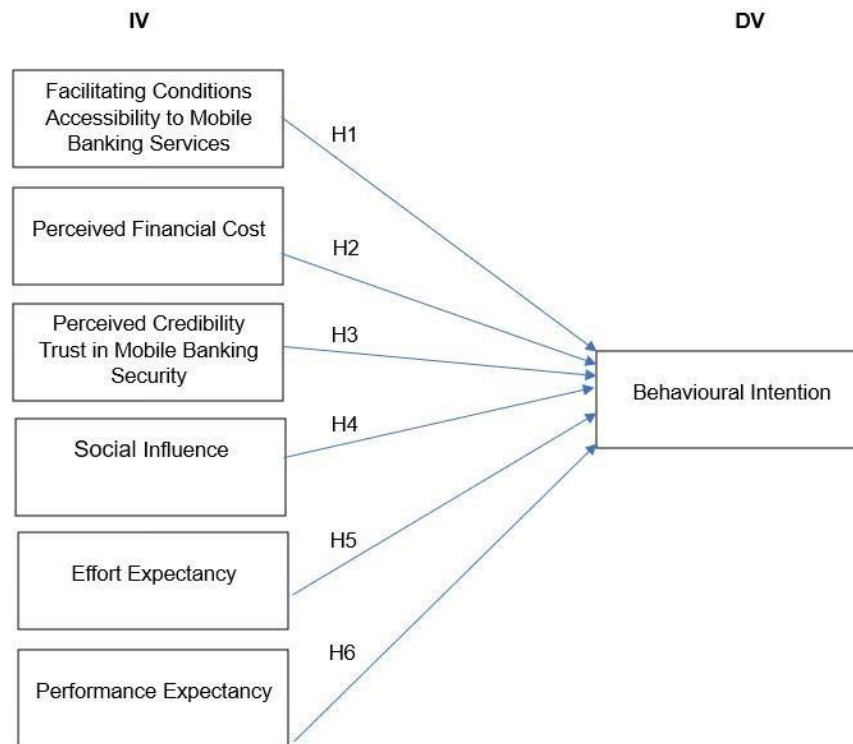 IV
DV
Facilitating Conditions
Accessibility to Mobile
Banking Services
H1
Perceived Financial Cost
H2
Perceived Credibility
Trust in Mobile Banking
Security
H3
Behavioural Intention
Social Influence
H4
Effort Expectancy
H5
Performance Expectancy
H6